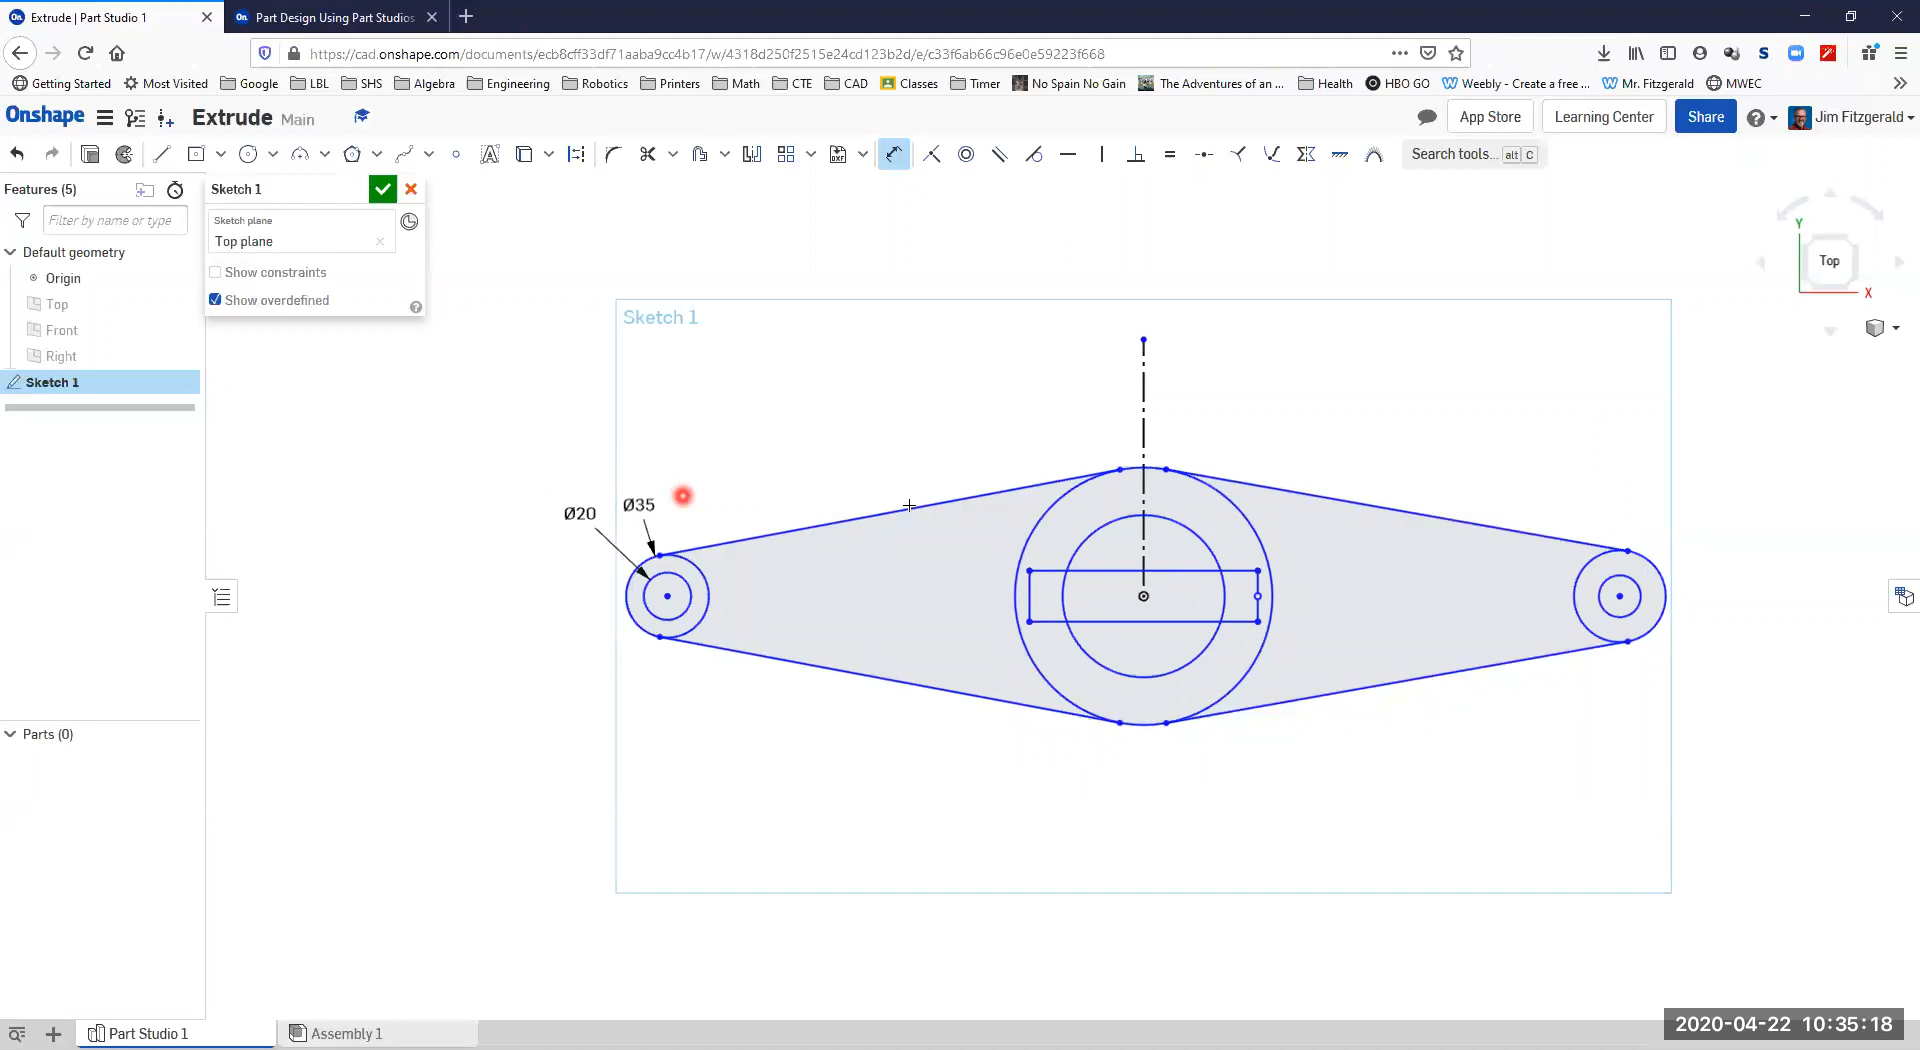 Extrude | Part Studio 1
Part Design Using Part Studios
https://cad.onshape.com/documents/ecb8cff33df71aaba9cc4b17/w/4318d250f2515e24cd123b2d/e/c33f6ab66c96e0e59223f668
Getting Started Most Visited Google LBL SHS Algebra Engineering Robotics Printers Math CTE CAD Classes Timer No Spain No Gain The Adventures of an ... Health HBO GO Weebly - Create a free ... Mr. Fitzgerald MWEC
Onshape Extrude Main App Store Learning Center Share Jim Fitzgerald
Search tools... alt C
Features (5)
Sketch 1
Filter by name or type
Sketch plane
Top plane
Default geometry
Show constraints
Origin
Show overdefined
Top
Front
Right
Sketch 1
Sketch 1
Ø20
Ø35
Y
Top
X
Parts (0)
Part Studio 1
Assembly 1
2020-04-22 10:35:18